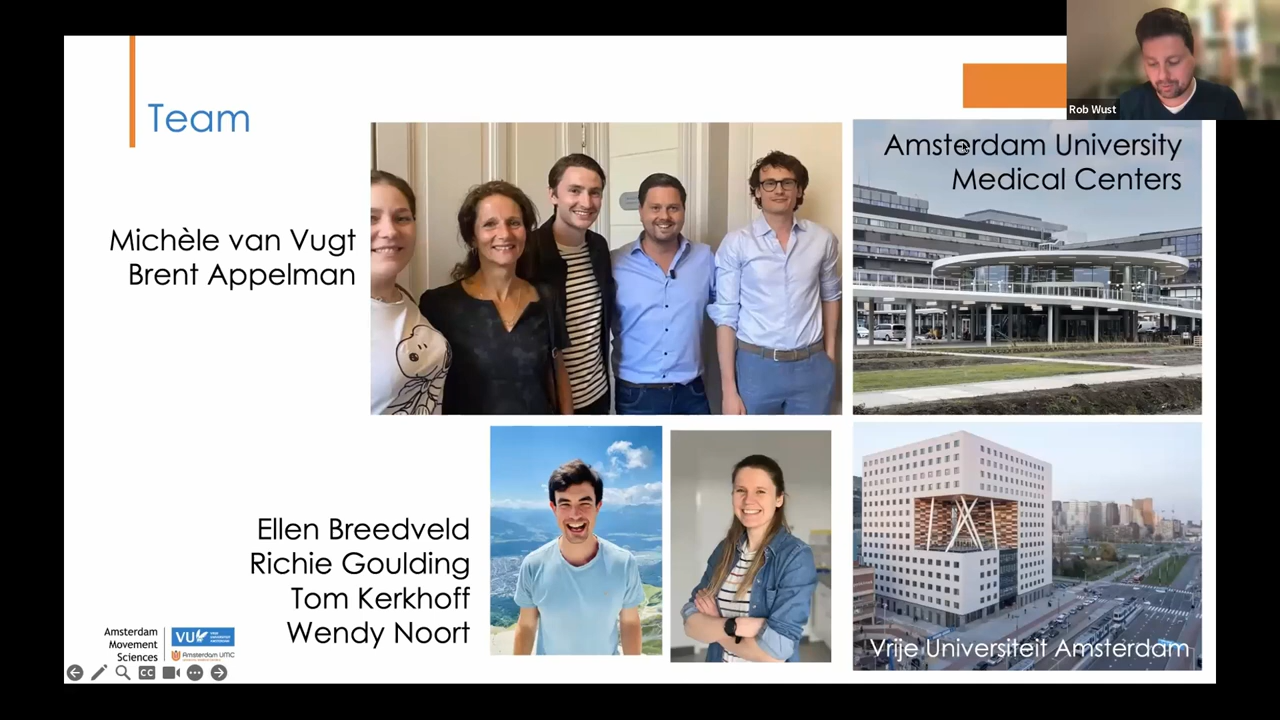 Rob Wust
Team
Amsterdam University
Medical Centers
Michèle van Vugt
Brent Appelman
Ellen Breedveld
Richie Goulding
Tom Kerkhoff
Wendy Noort
Vrije Universiteit Amsterdam
Amsterdam
Movement
Sciences
VU
Amsterdam UMC
CC